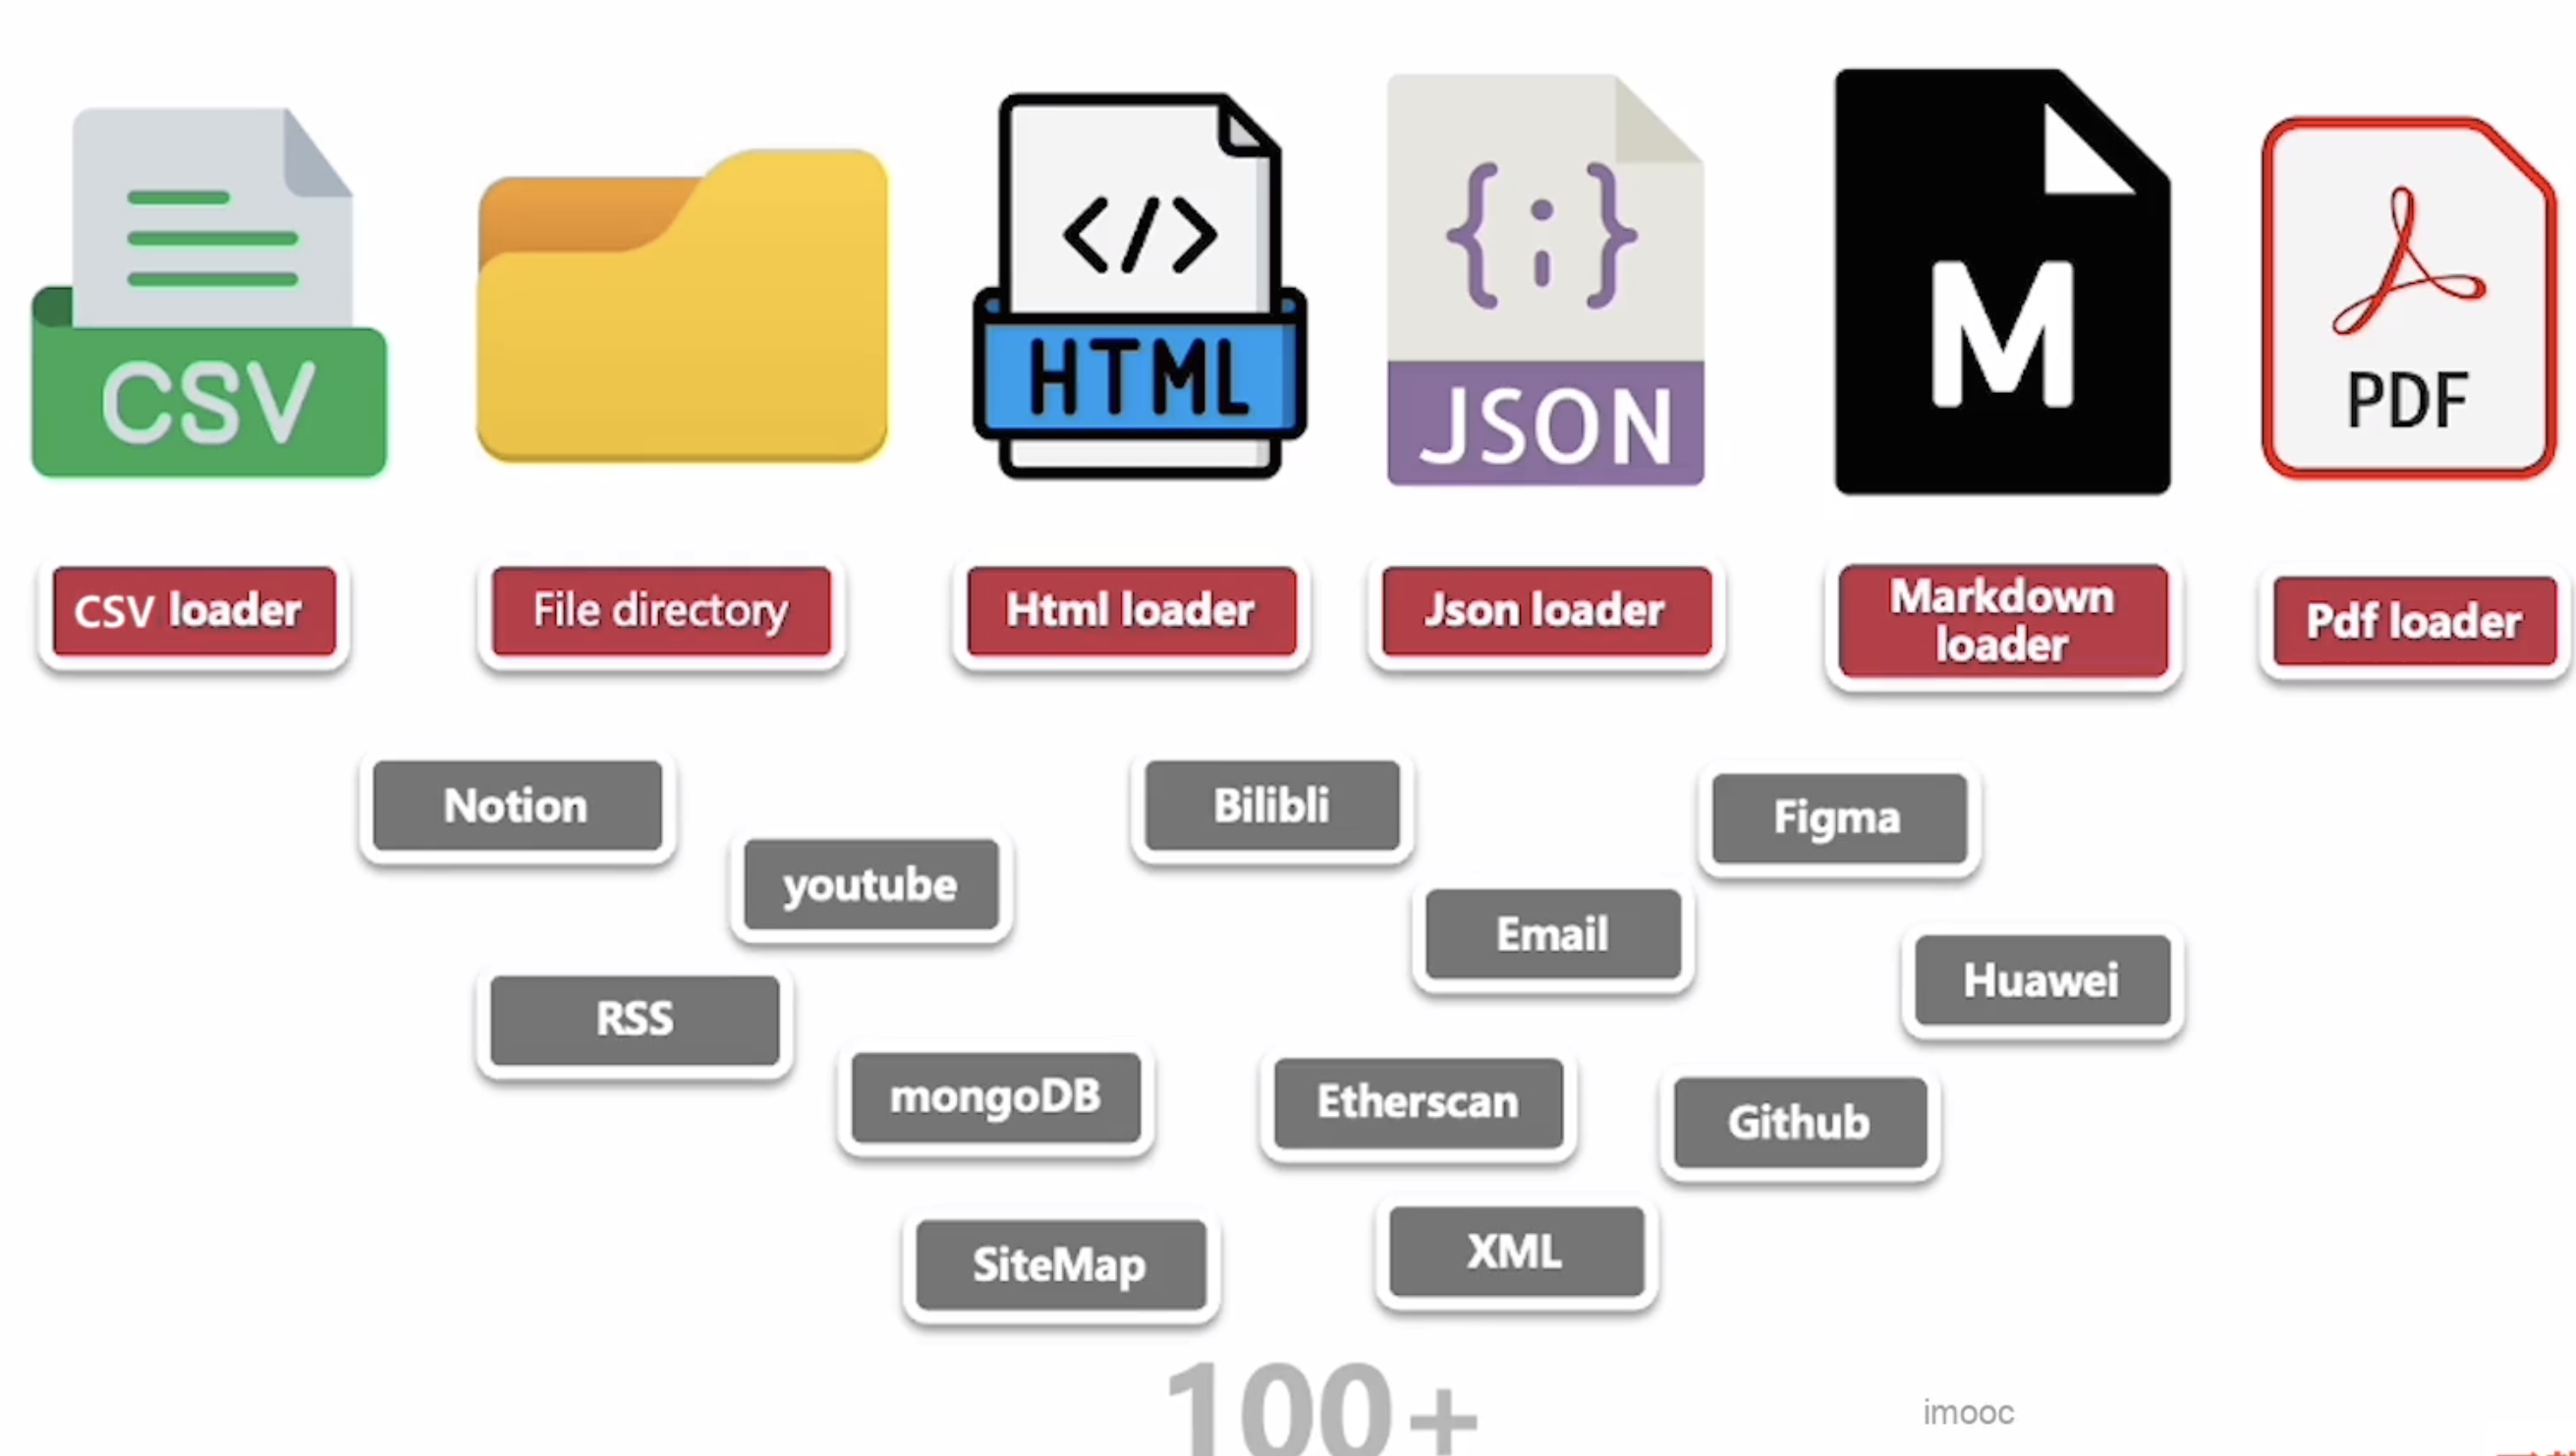 CSV
HTML
JSON
M
PDF
CSV loader
File directory
Html loader
Json loader
Markdown
loader
Pdf loader
Notion
youtube
Bilibli
Figma
Email
Huawei
RSS
mongoDB
Etherscan
Github
SiteMap
XML
100+
imooc